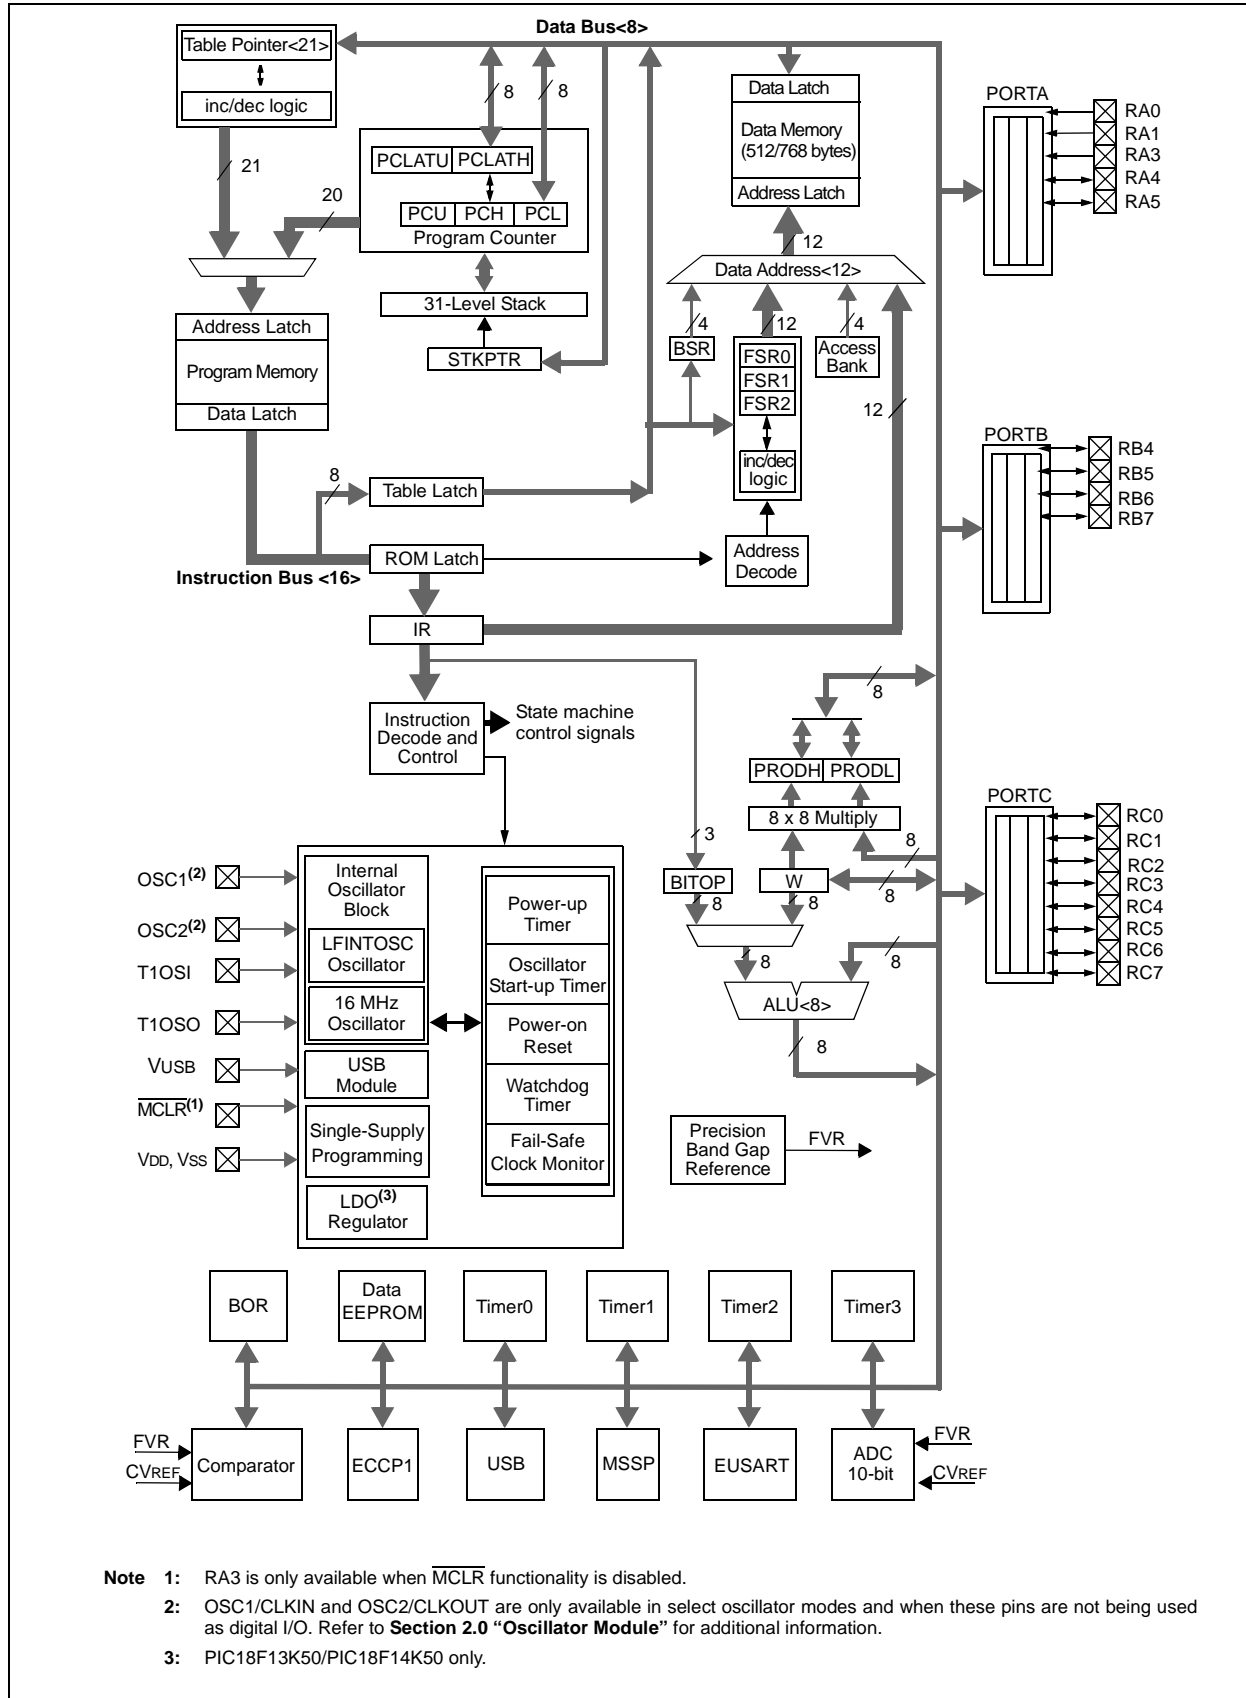 Data Bus<8>
Table Pointer<21>
inc/dec logic
21
20
8
8
PCLATU PCLATH
PCU PCH PCL
Program Counter
31-Level Stack
STKPTR
Data Latch
Data Memory
(512/768 bytes)
Address Latch
12
Data Address<12>
4
12
4
BSR
FSR0
FSR1
FSR2
inc/dec
logic
Access
Bank
12
Address
Decode
Address Latch
Program Memory
Data Latch
8
Table Latch
ROM Latch
Instruction Bus <16>
IR
Instruction
Decode and
Control
State machine
control signals
8
PRODH PRODL
8 x 8 Multiply
3
8
BITOP
W
8
8
8
8
8
ALU<8>
8
PORTA
RA0
RA1
RA3
RA4
RA5
PORTB
RB4
RB5
RB6
RB7
PORTC
RC0
RC1
RC2
RC3
RC4
RC5
RC6
RC7
OSC1(2)
OSC2(2)
T1OSI
T1OSO
VUSB
MCLR(1)
VDD, VSS
Internal
Oscillator
Block
LFINTOSC
Oscillator
16 MHz
Oscillator
USB
Module
Single-Supply
Programming
LDO(3)
Regulator
Power-up
Timer
Oscillator
Start-up Timer
Power-on
Reset
Watchdog
Timer
Fail-Safe
Clock Monitor
Precision
Band Gap
Reference
FVR
BOR
Data
EEPROM
Timer0
Timer1
Timer2
Timer3
FVR
CVREF
Comparator
ECCP1
USB
MSSP
EUSART
ADC
10-bit
FVR
CVREF
Note 1: RA3 is only available when MCLR functionality is disabled.
2: OSC1/CLKIN and OSC2/CLKOUT are only available in select oscillator modes and when these pins are not being used
as digital I/O. Refer to Section 2.0 “Oscillator Module” for additional information.
3: PIC18F13K50/PIC18F14K50 only.